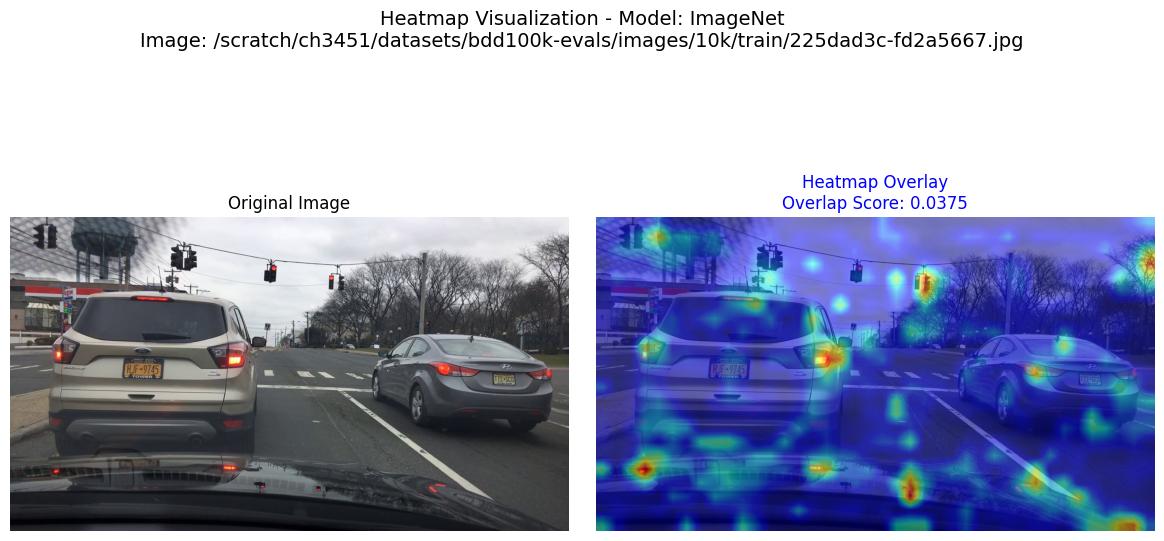 Heatmap Visualization - Model: ImageNet
Image: /scratch/ch3451/datasets/bdd100k-evals/images/10k/train/225dad3c-fd2a5667.jpg
Original Image
Heatmap Overlay
Overlap Score: 0.0375